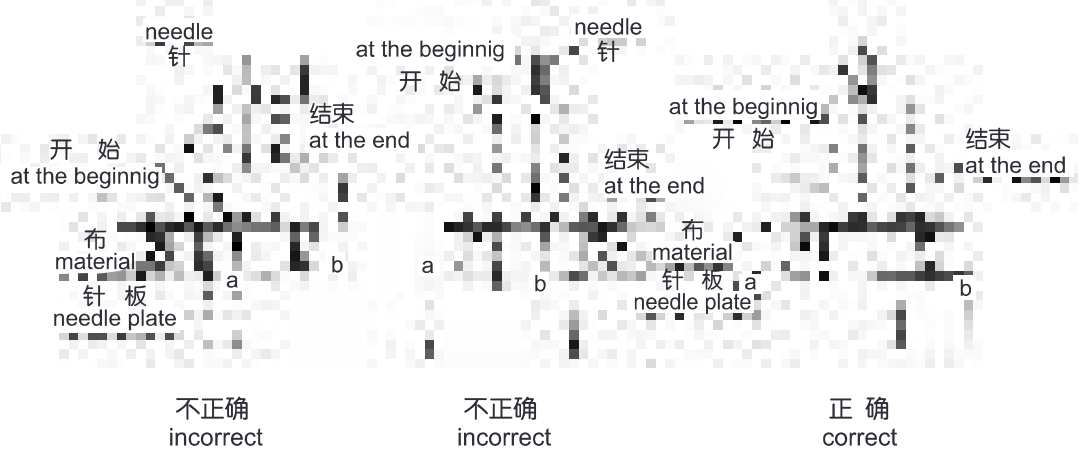 needle
针
结束
at the end
开 始
at the beginnig
布
material
针 板
needle plate
a
b
不正确
incorrect
needle
针
at the beginnig
开 始
结束
at the end
a
b
不正确
incorrect
at the beginnig
开 始
结束
at the end
布
material
针 板
needle plate
a
b
正 确
correct